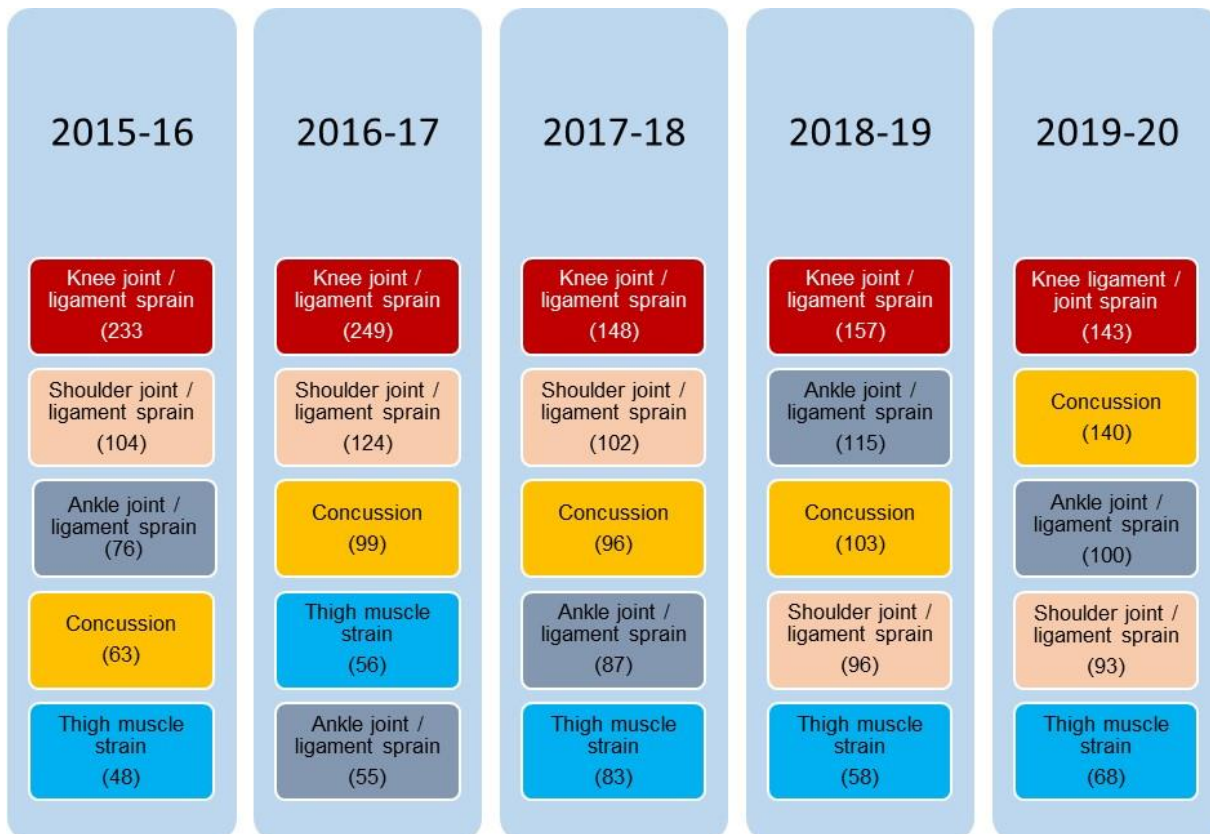 2015-16
Knee joint /
ligament sprain
(233
Shoulder joint /
ligament sprain
(104)
Ankle joint /
ligament sprain
(76)
Concussion
(63)
Thigh muscle
strain
(48)
2016-17
Knee joint /
ligament sprain
(249)
Shoulder joint /
ligament sprain
(124)
Concussion
(99)
Thigh muscle
strain
(56)
Ankle joint /
ligament sprain
(55)
2017-18
Knee joint /
ligament sprain
(148)
Shoulder joint /
ligament sprain
(102)
Concussion
(96)
Ankle joint /
ligament sprain
(87)
Thigh muscle
strain
(83)
2018-19
Knee joint /
ligament sprain
(157)
Ankle joint /
ligament sprain
(115)
Concussion
(103)
Shoulder joint /
ligament sprain
(96)
Thigh muscle
strain
(58)
2019-20
Knee ligament /
joint sprain
(143)
Concussion
(140)
Ankle joint /
ligament sprain
(100)
Shoulder joint /
ligament sprain
(93)
Thigh muscle
strain
(68)